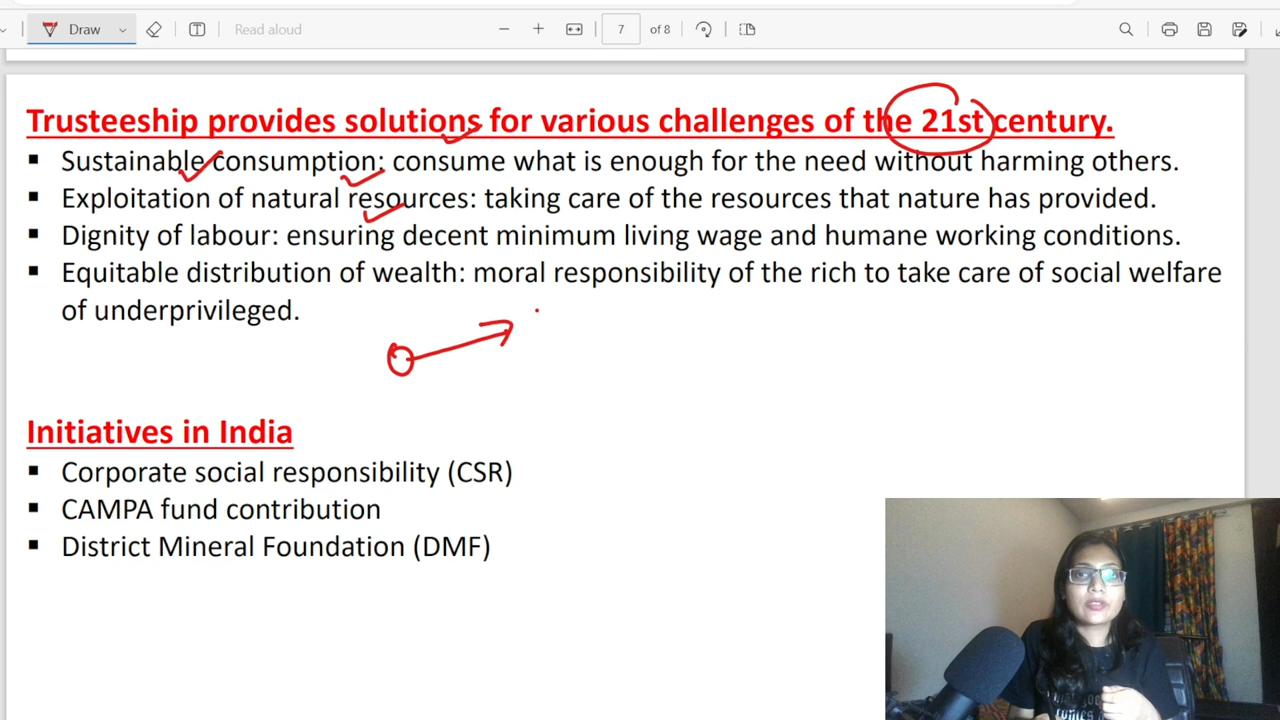 Draw
Read aloud
7
of 8
Trusteeship provides solutions for various challenges of the 21st century.
▪ Sustainable consumption: consume what is enough for the need without harming others.
▪ Exploitation of natural resources: taking care of the resources that nature has provided.
▪ Dignity of labour: ensuring decent minimum living wage and humane working conditions.
▪ Equitable distribution of wealth: moral responsibility of the rich to take care of social welfare
of underprivileged.
Initiatives in India
▪ Corporate social responsibility (CSR)
▪ CAMPA fund contribution
▪ District Mineral Foundation (DMF)